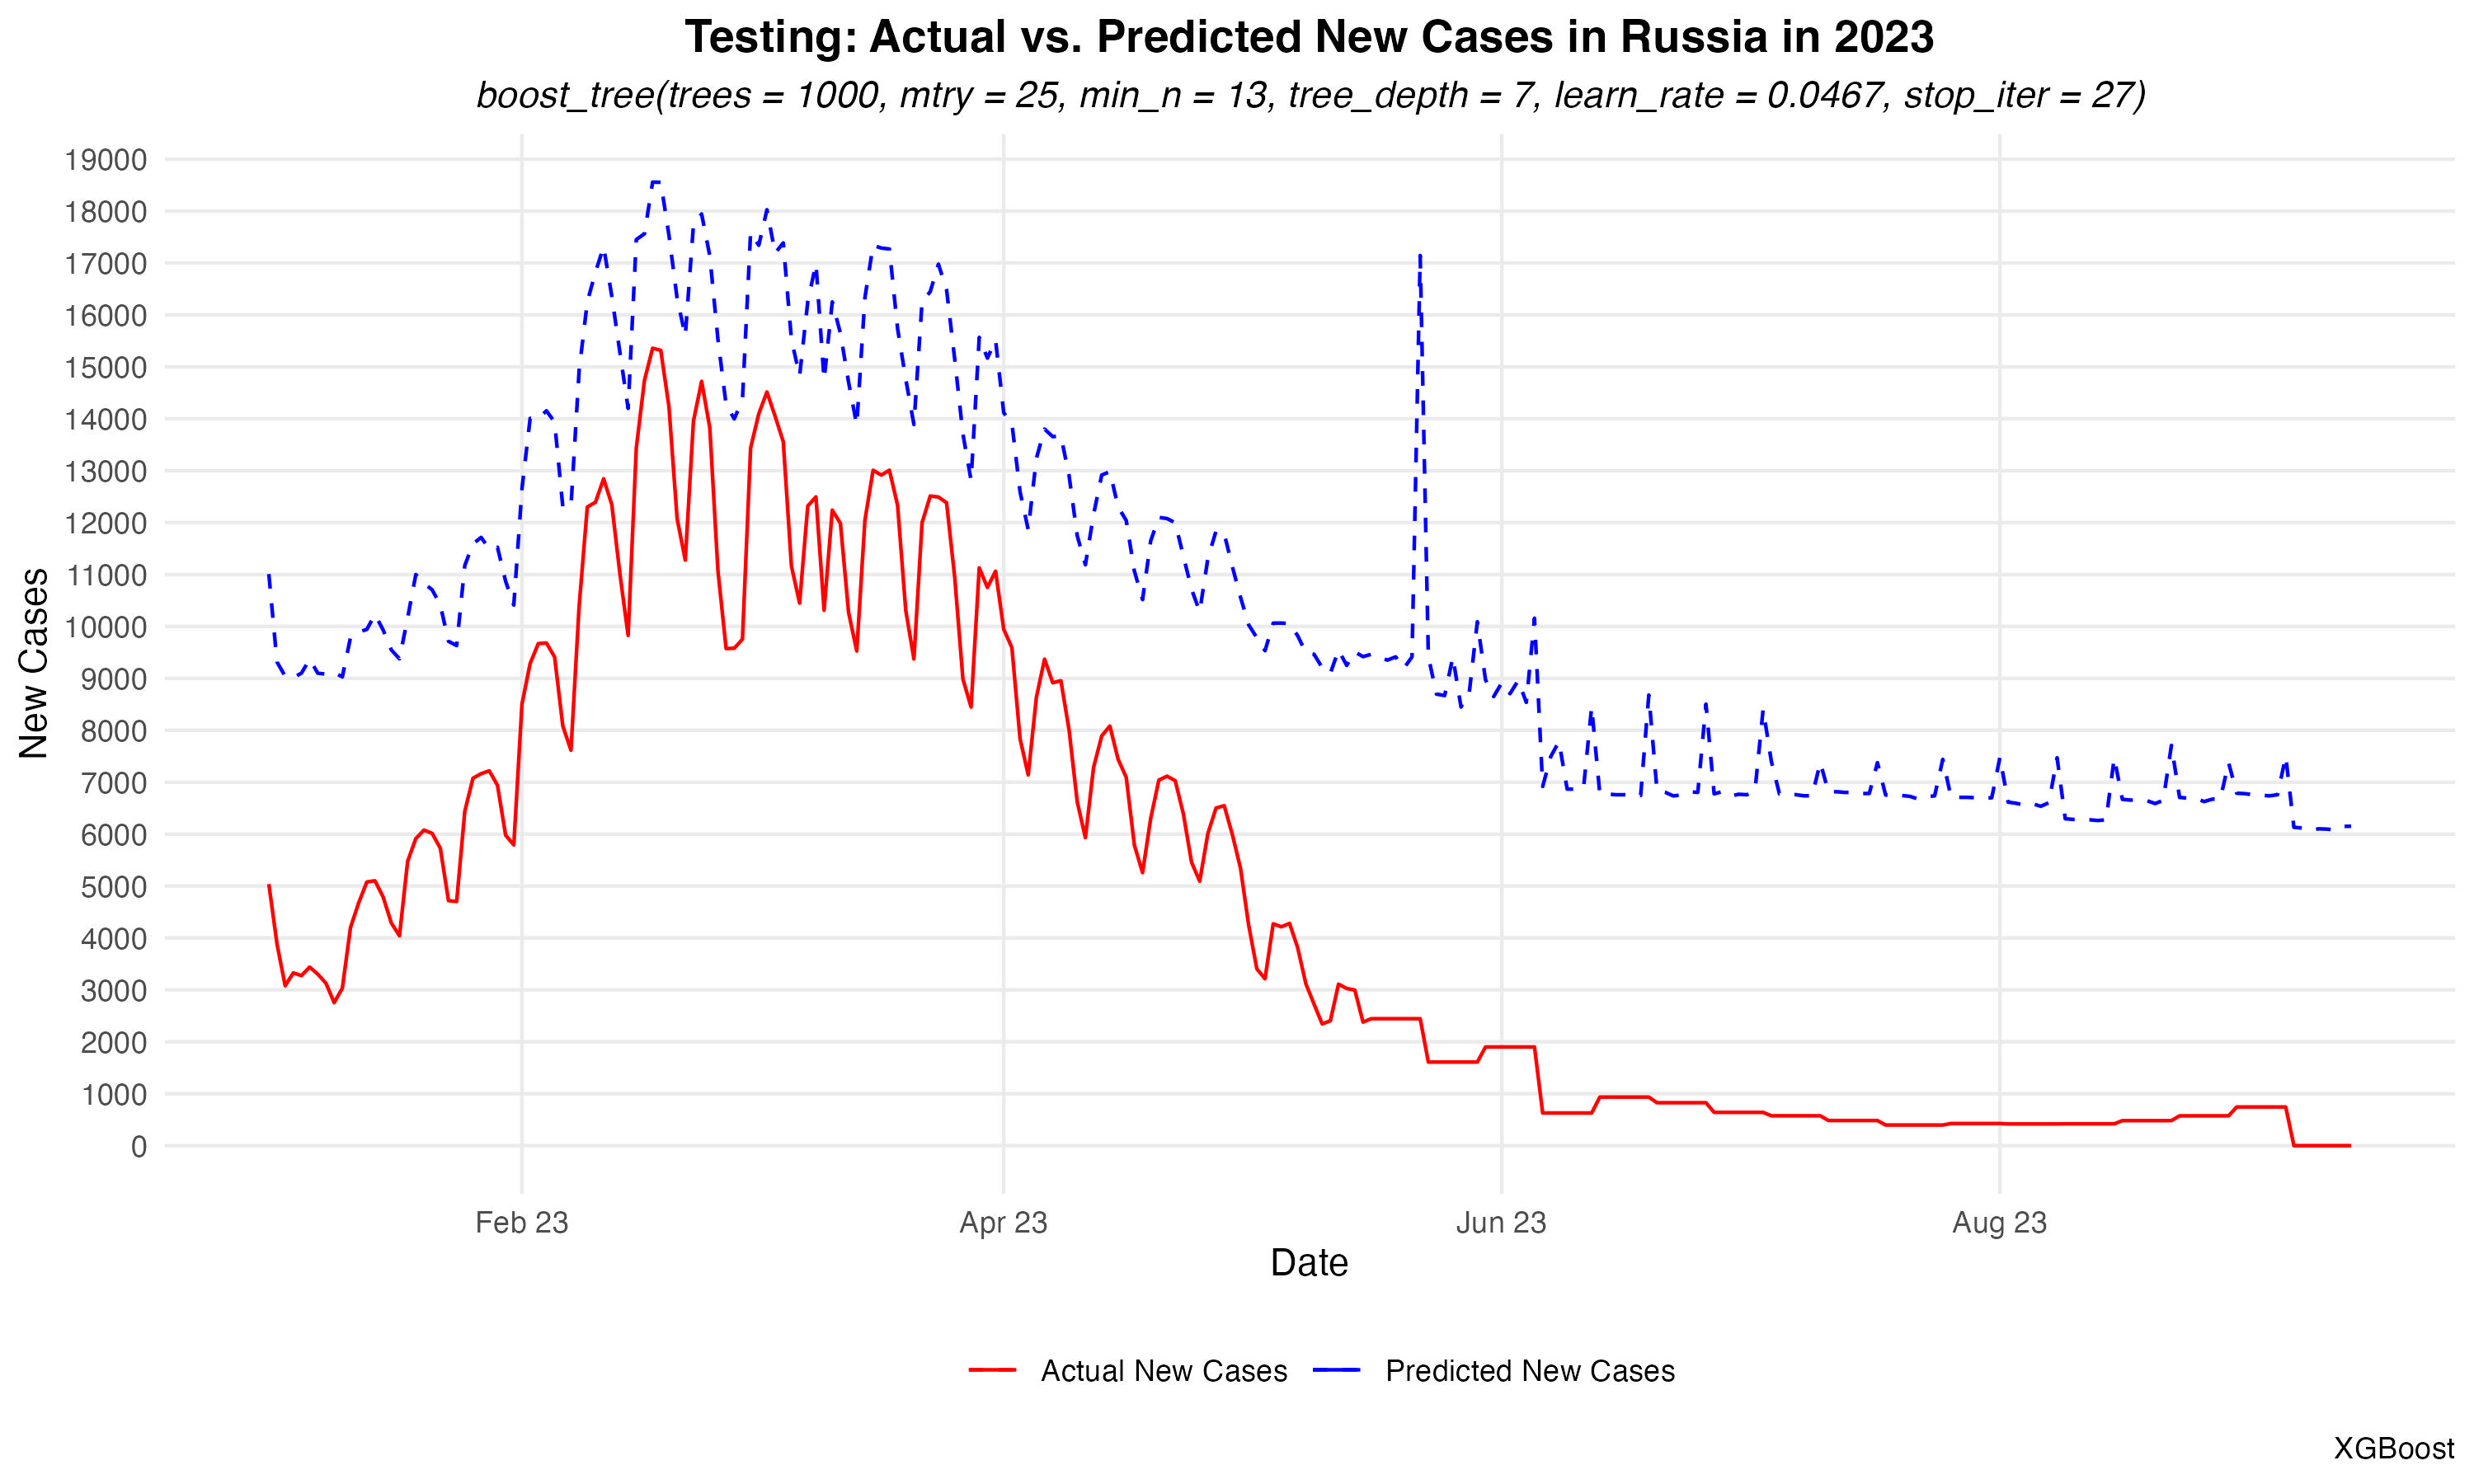 Testing: Actual vs. Predicted New Cases in Russia in 2023
boost_tree(trees = 1000, mtry = 25, min_n = 13, tree_depth = 7, learn_rate = 0.0467, stop_iter = 27)
New Cases
19000
18000
17000
16000
15000
14000
13000
12000
11000
10000
9000
8000
7000
6000
5000
4000
3000
2000
1000
0
Feb 23 Apr 23 Jun 23 Aug 23
Date
Actual New Cases Predicted New Cases
XGBoost